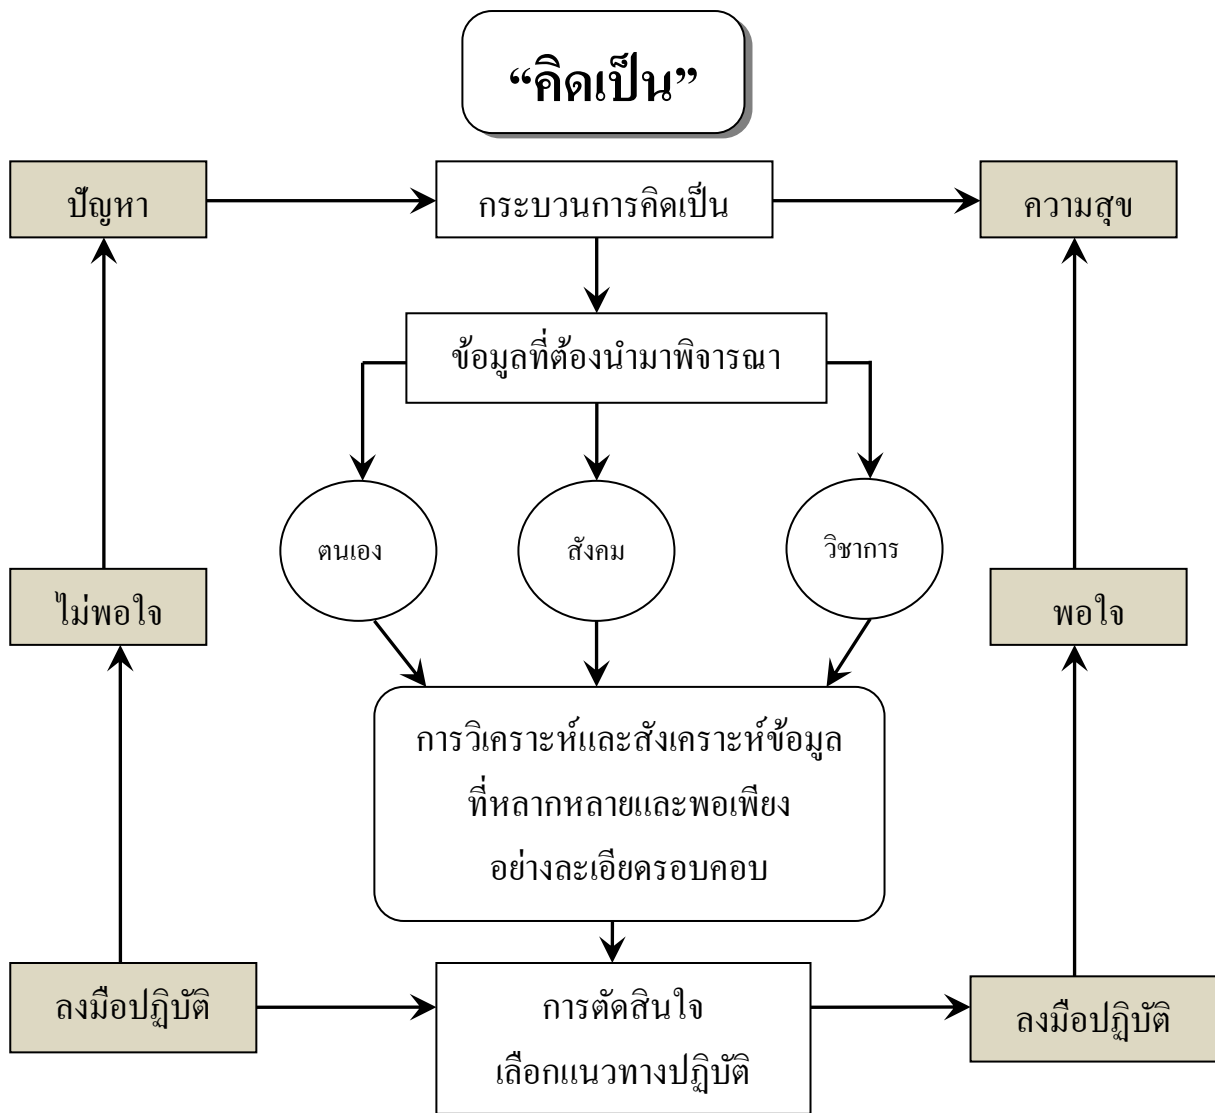 “คิดเป็น”
ปัญหา
กระบวนการคิดเป็น
ความสุข
ข้อมูลที่ต้องนำมาพิจารณา
ตนเอง
สังคม
วิชาการ
ไม่พอใจ
พอใจ
การวิเคราะห์และสังเคราะห์ข้อมูล
ที่หลากหลายและพอเพียง
อย่างละเอียดรอบคอบ
ลงมือปฏิบัติ
การตัดสินใจ
เลือกแนวทางปฏิบัติ
ลงมือปฏิบัติ